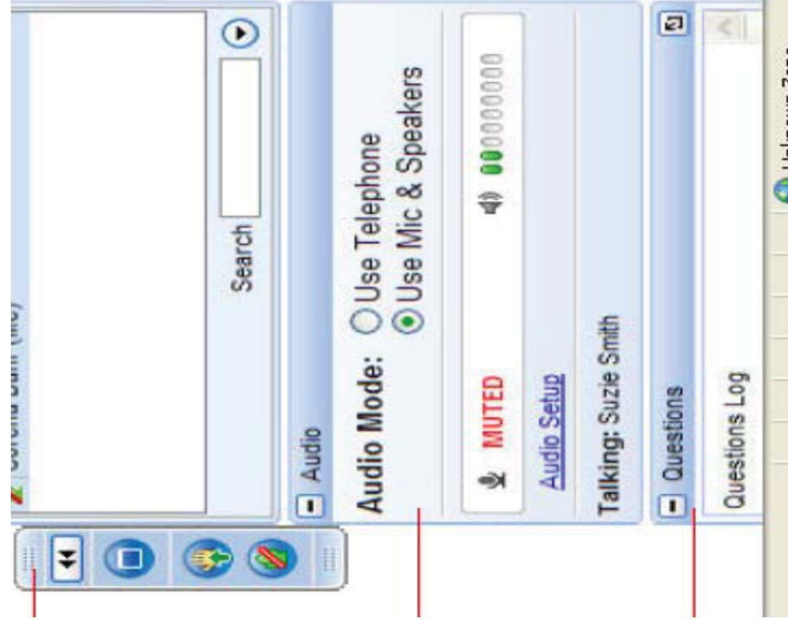 Search
Audio
Audio Mode: Use Telephone
Use Mic & Speakers
MUTED
Audio Setup
Talking: Suzie Smith
Questions
Questions Log